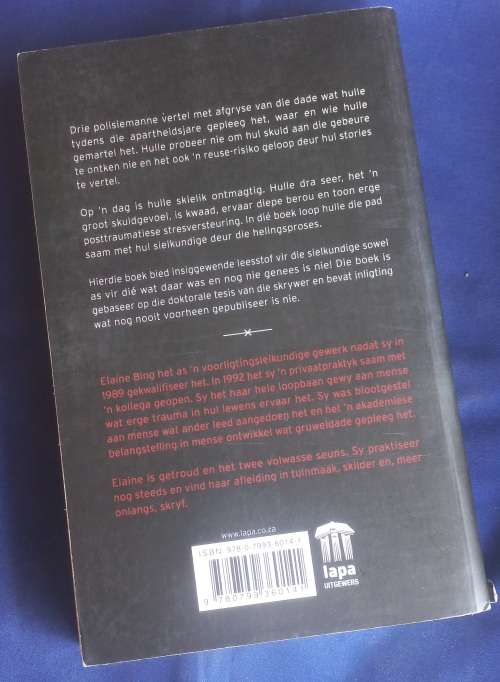 Drie polisiemanne vertel met afgryse van die dade wat hulle
tydens die apartheidsjare gepleeg het, waar en wie hulle
gemartel het. Hulle probeer nie om hul skuld aan die gebeure
te ontken nie en het ook 'n reuse-risiko geloop deur hul stories
te vertel.
Op 'n dag is hulle skielik ontmagtig. Hulle dra seer, het 'n
groot skuldgevoel, is kwaad, ervaar diepe berou en toon erge
posttraumatiese stresversteuring. In dié boek loop hulle die pad
saam met hul sielkundige deur die helingsproses.
Hierdie boek bied insiggewende leesstof vir die sielkundige sowel
as vir dié wat daar was en nog nie genees is nie! Die boek is
gebaseer op die doktorale tesis van die skrywer en bevat inligting
wat nog nooit voorheen gepubliseer is nie.
Elaine Bing het as 'n voorligtingsielkundige gewerk nadat sy in
1989 gekwalifiseer het. In 1992 het sy 'n privaatpraktyk saam met
'n kollega geopen. Sy het haar hele loopbaan gewy aan mense
wat erge trauma in hul lewens ervaar het. Sy was blootgestel
aan mense wat ander leed aangedoen het en het 'n akademiese
belangstelling in mense ontwikkel wat gruweldade gepleeg het.
Elaine is getroud en het twee volwasse seuns. Sy praktiseer
nog steeds en vind haar afleiding in tuinmaak, skilder en, meer
onlangs, skryf.
www.lapa.co.za
ISBN 978-0-7993-6014-1
9 780799 360141
lapa
UITGEWERS